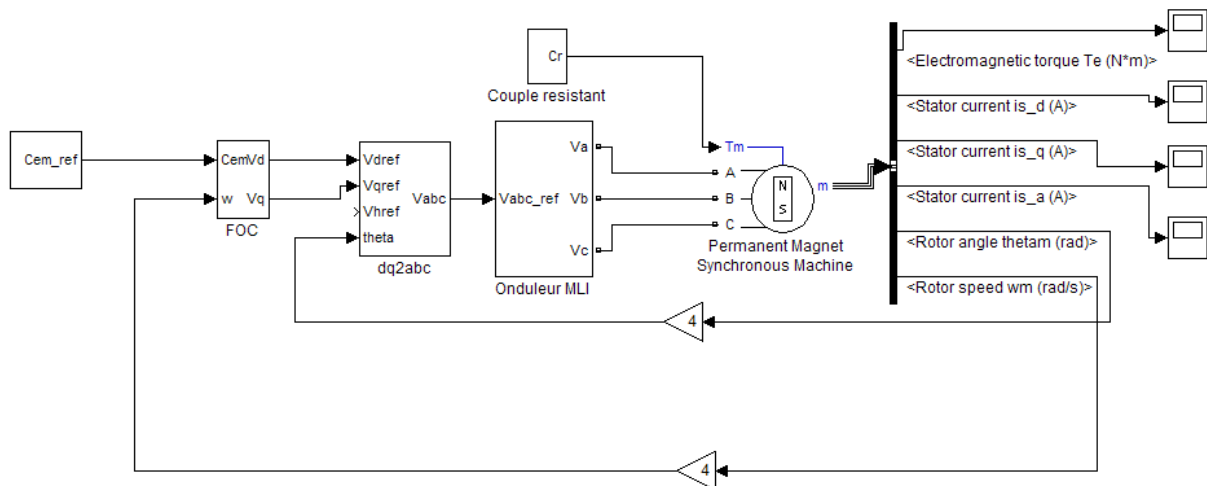 Cr
Couple resistant
<Electromagnetic torque Te (N*m)>
<Stator current is_d (A)>
<Stator current is_q (A)>
<Stator current is_a (A)>
<Rotor angle thetam (rad)>
<Rotor speed wm (rad/s)>
Cem_ref
Cem Vd
w Vq
FOC
Vdref
Vqref
Vhref
theta
Vabc
dq2abc
Vabc_ref
Va
Vb
Vc
Onduleur MLI
Tm
A
B
C
N
S
m
Permanent Magnet
Synchronous Machine
4
4